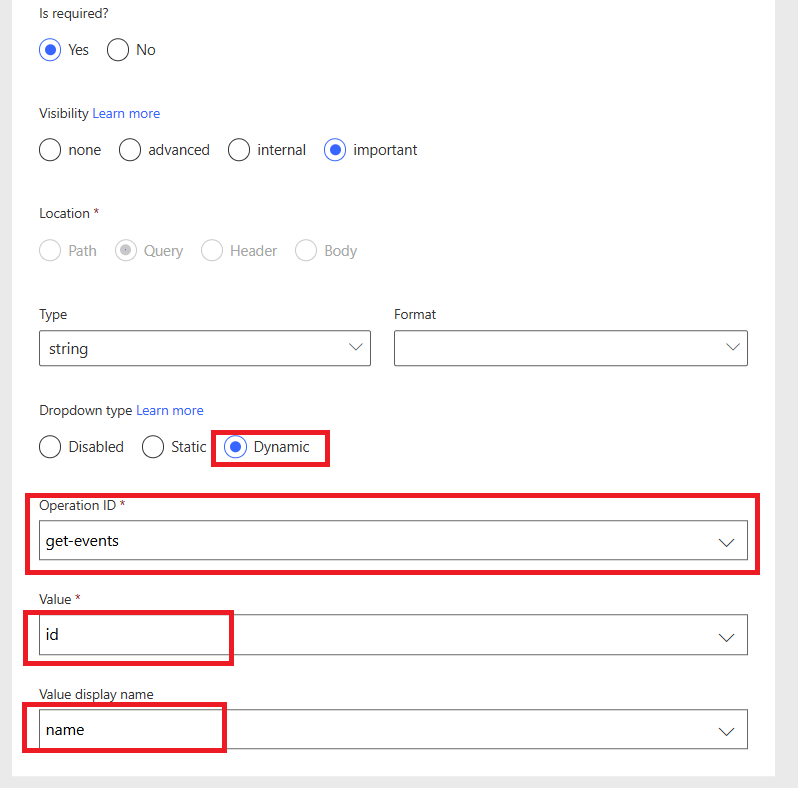 Is required?
Yes No
Visibility Learn more
none advanced internal important
Location *
Path Query Header Body
Type Format
string
Dropdown type Learn more
Disabled Static Dynamic
Operation ID *
get-events
Value *
id
Value display name
name